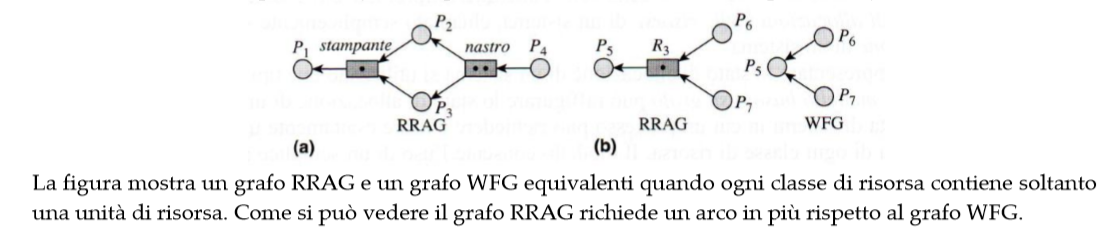 P₁ stampante P₂ nastro P₄ P₃
RRAG
(a)
P₅ R₃ P₆ P₇
RRAG
(b)
P₆ P₅ P₇
WFG
La figura mostra un grafo RRAG e un grafo WFG equivalenti quando ogni classe di risorsa contiene soltanto
una unità di risorsa. Come si può vedere il grafo RRAG richiede un arco in più rispetto al grafo WFG.